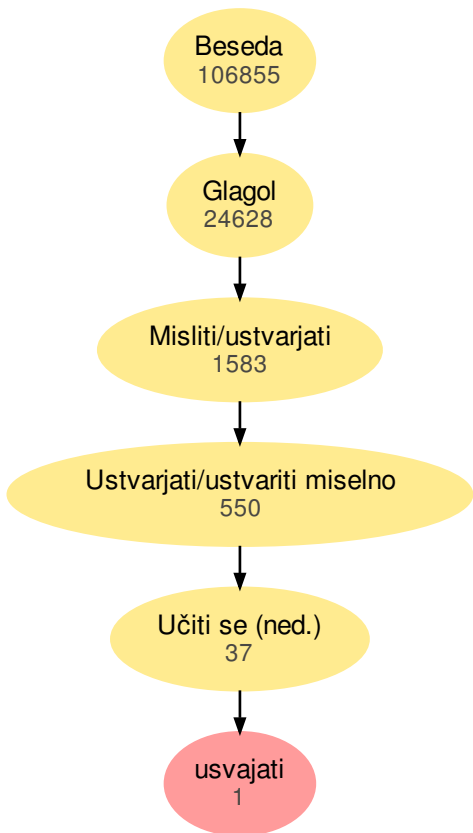 Beseda
106855
Glagol
24628
Misliti/ustvarjati
1583
Ustvarjati/ustvariti miselno
550
Učiti se (ned.)
37
usvajati
1